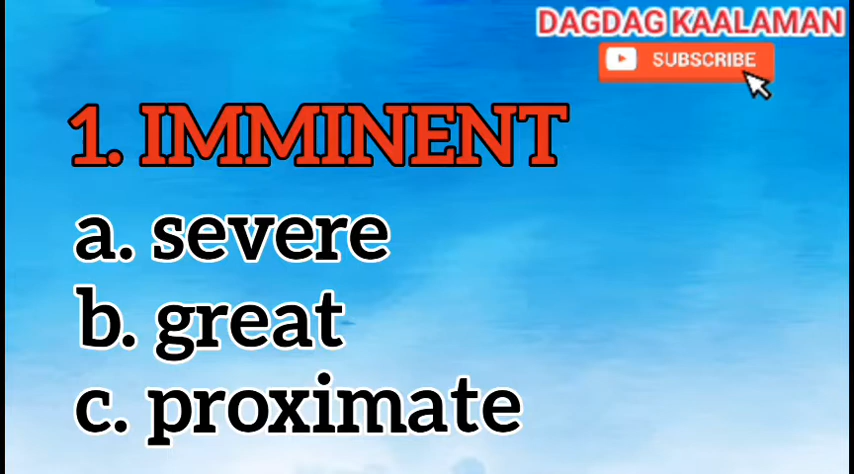 DAGDAG KAALAMAN
SUBSCRIBE
1. IMMINENT
a. severe
b. great
c. proximate